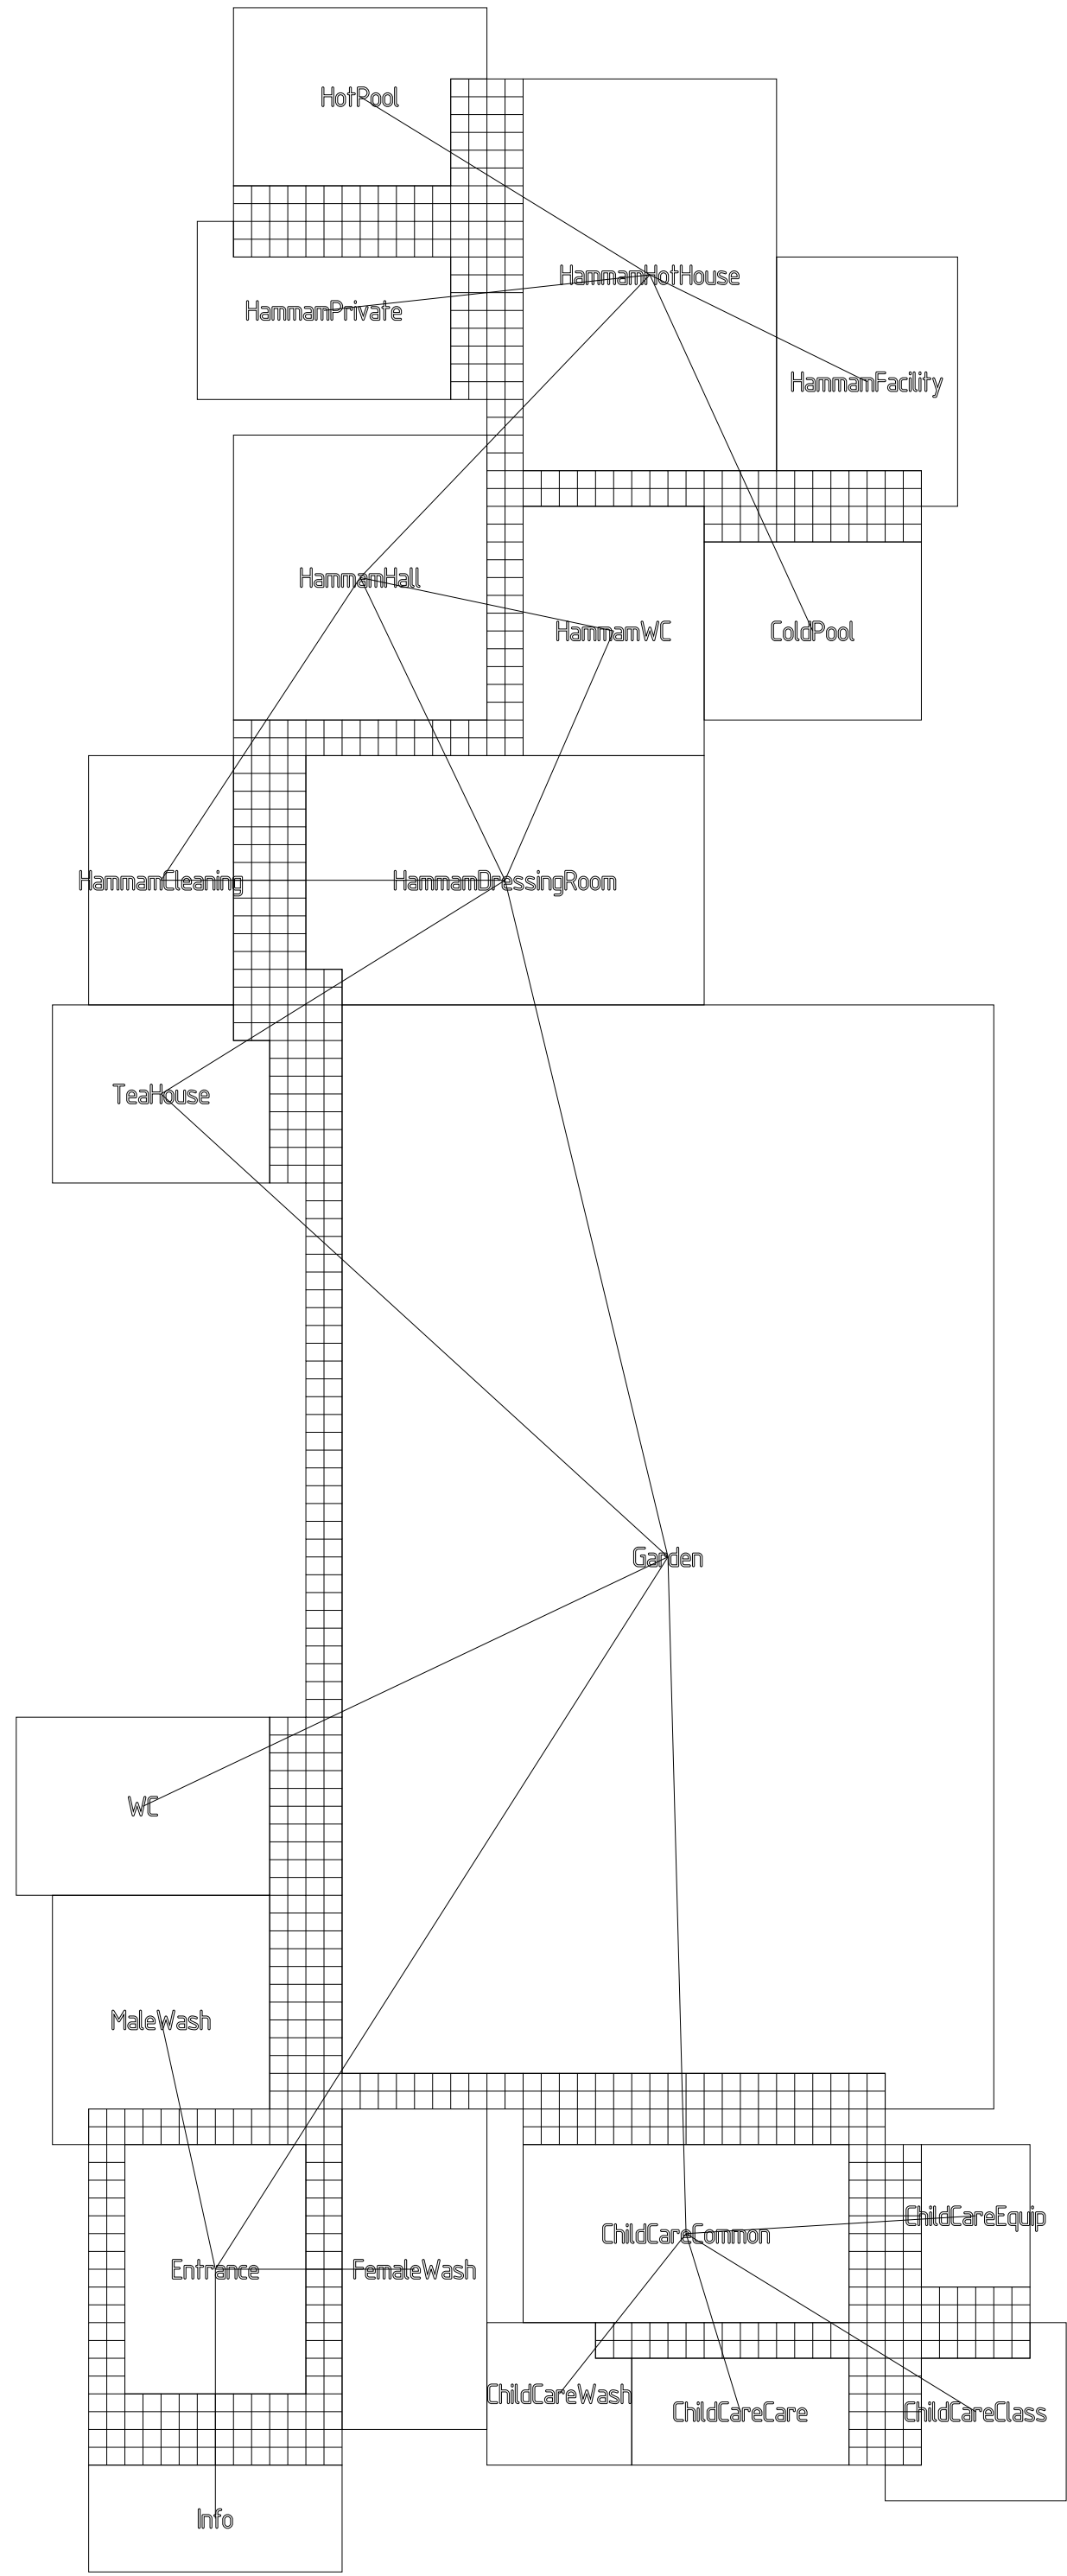 HotPool
HammamHotHouse
HammamPrivate
HammamFacility
HammamHall
HammamWC
ColdPool
HammamCleaning
HammamDressingRoom
TeaHouse
Garden
WC
MaleWash
ChildCareEquip
ChildCareCommon
Entrance
FemaleWash
ChildCareWash
ChildCareCare
ChildCareClass
Info